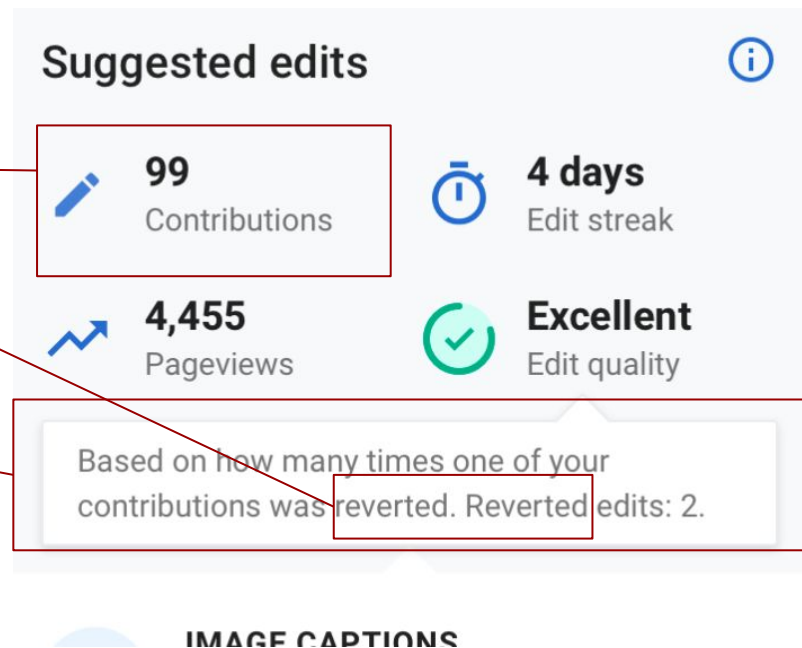 Suggested edits
99
Contributions
4 days
Edit streak
4,455
Pageviews
Excellent
Edit quality
Based on how many times one of your
contributions was reverted. Reverted edits: 2.
IMAGE CAPTIONS